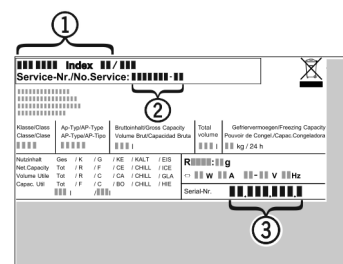 1
Index /
Service-Nr./No.Service: -
2
Klasse/Class Ap-Typ/AP-Type Bruttoinhalt/Gross Capacity Total Gefriervermoegen/Freezing Capacity
Classe/Clase AP-Type/AP-Tipo Volume Brut/Capacidad Bruta volume Pouvoir de Congel./Capac.Congeladora
l l kg / 24 h
Nutzinhalt Ges / K / G / KE / KALT / EIS
Net.Capacity Tot / R / F / CE / CHILL / ICE
Volume Utile Tot / R / C / CA / CHILL / GLA
Capac. Util Tot / F / C / BO / CHILL / HIE
l / l
R : g
W A - V Hz
Serial-Nr. , , ,
3